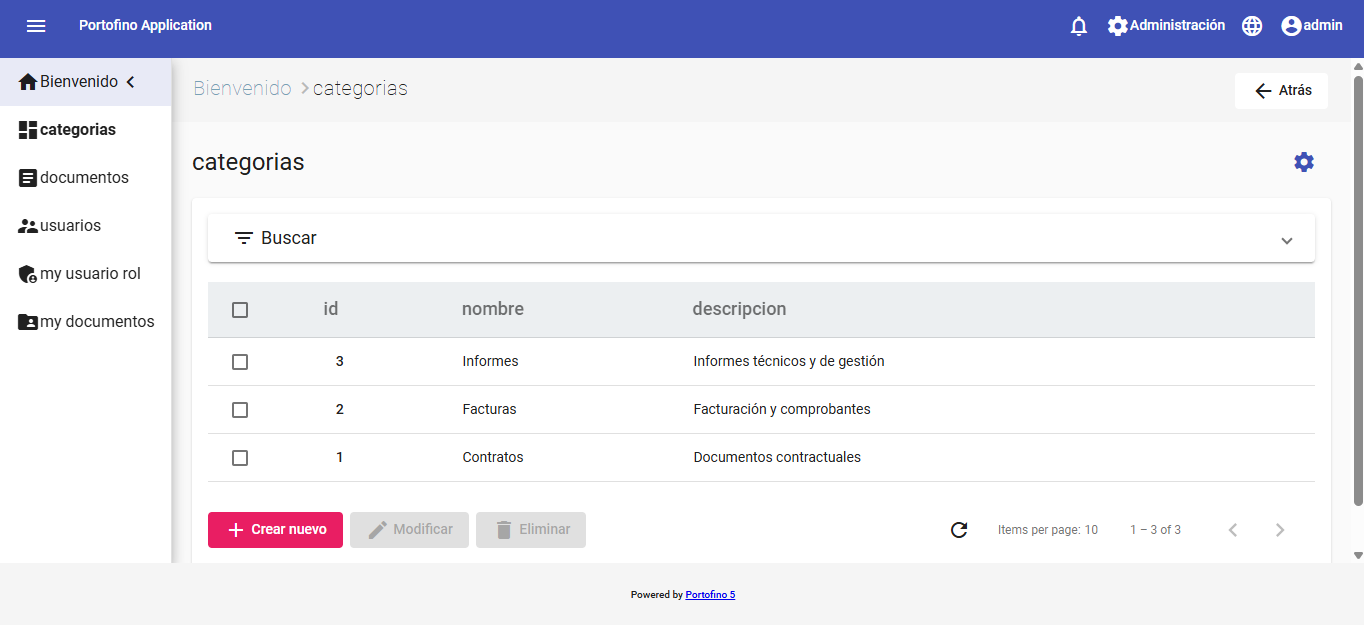 Portofino Application
Administración
admin
Bienvenido
categorias
documentos
usuarios
my usuario rol
my documentos
Bienvenido categorias
Atrás
categorias
Buscar
id nombre descripcion
3 Informes Informes técnicos y de gestión
2 Facturas Facturación y comprobantes
1 Contratos Documentos contractuales
Crear nuevo Modificar Eliminar Items per page: 10 1 – 3 of 3
Powered by Portofino 5